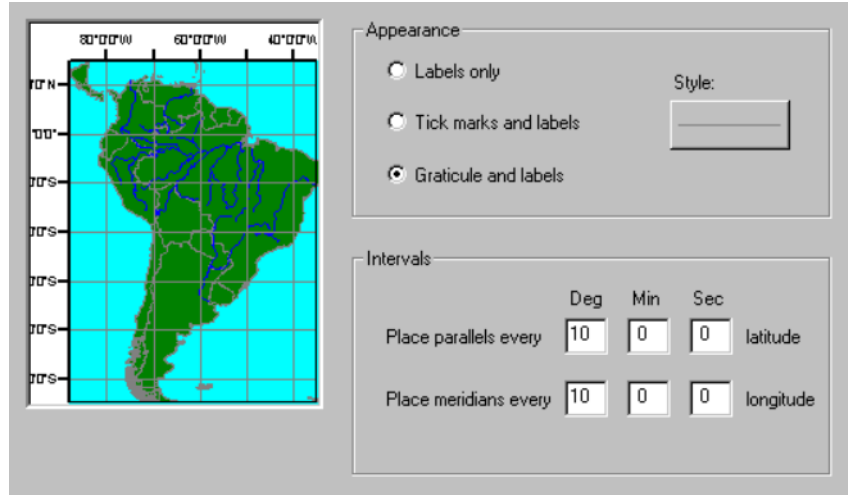 80°0'0"W 60°0'0"W 40°0'0"W
Appearance
Labels only
Style:
Tick marks and labels
Graticule and labels
Intervals
Deg Min Sec
Place parallels every 10 0 0 latitude
Place meridians every 10 0 0 longitude